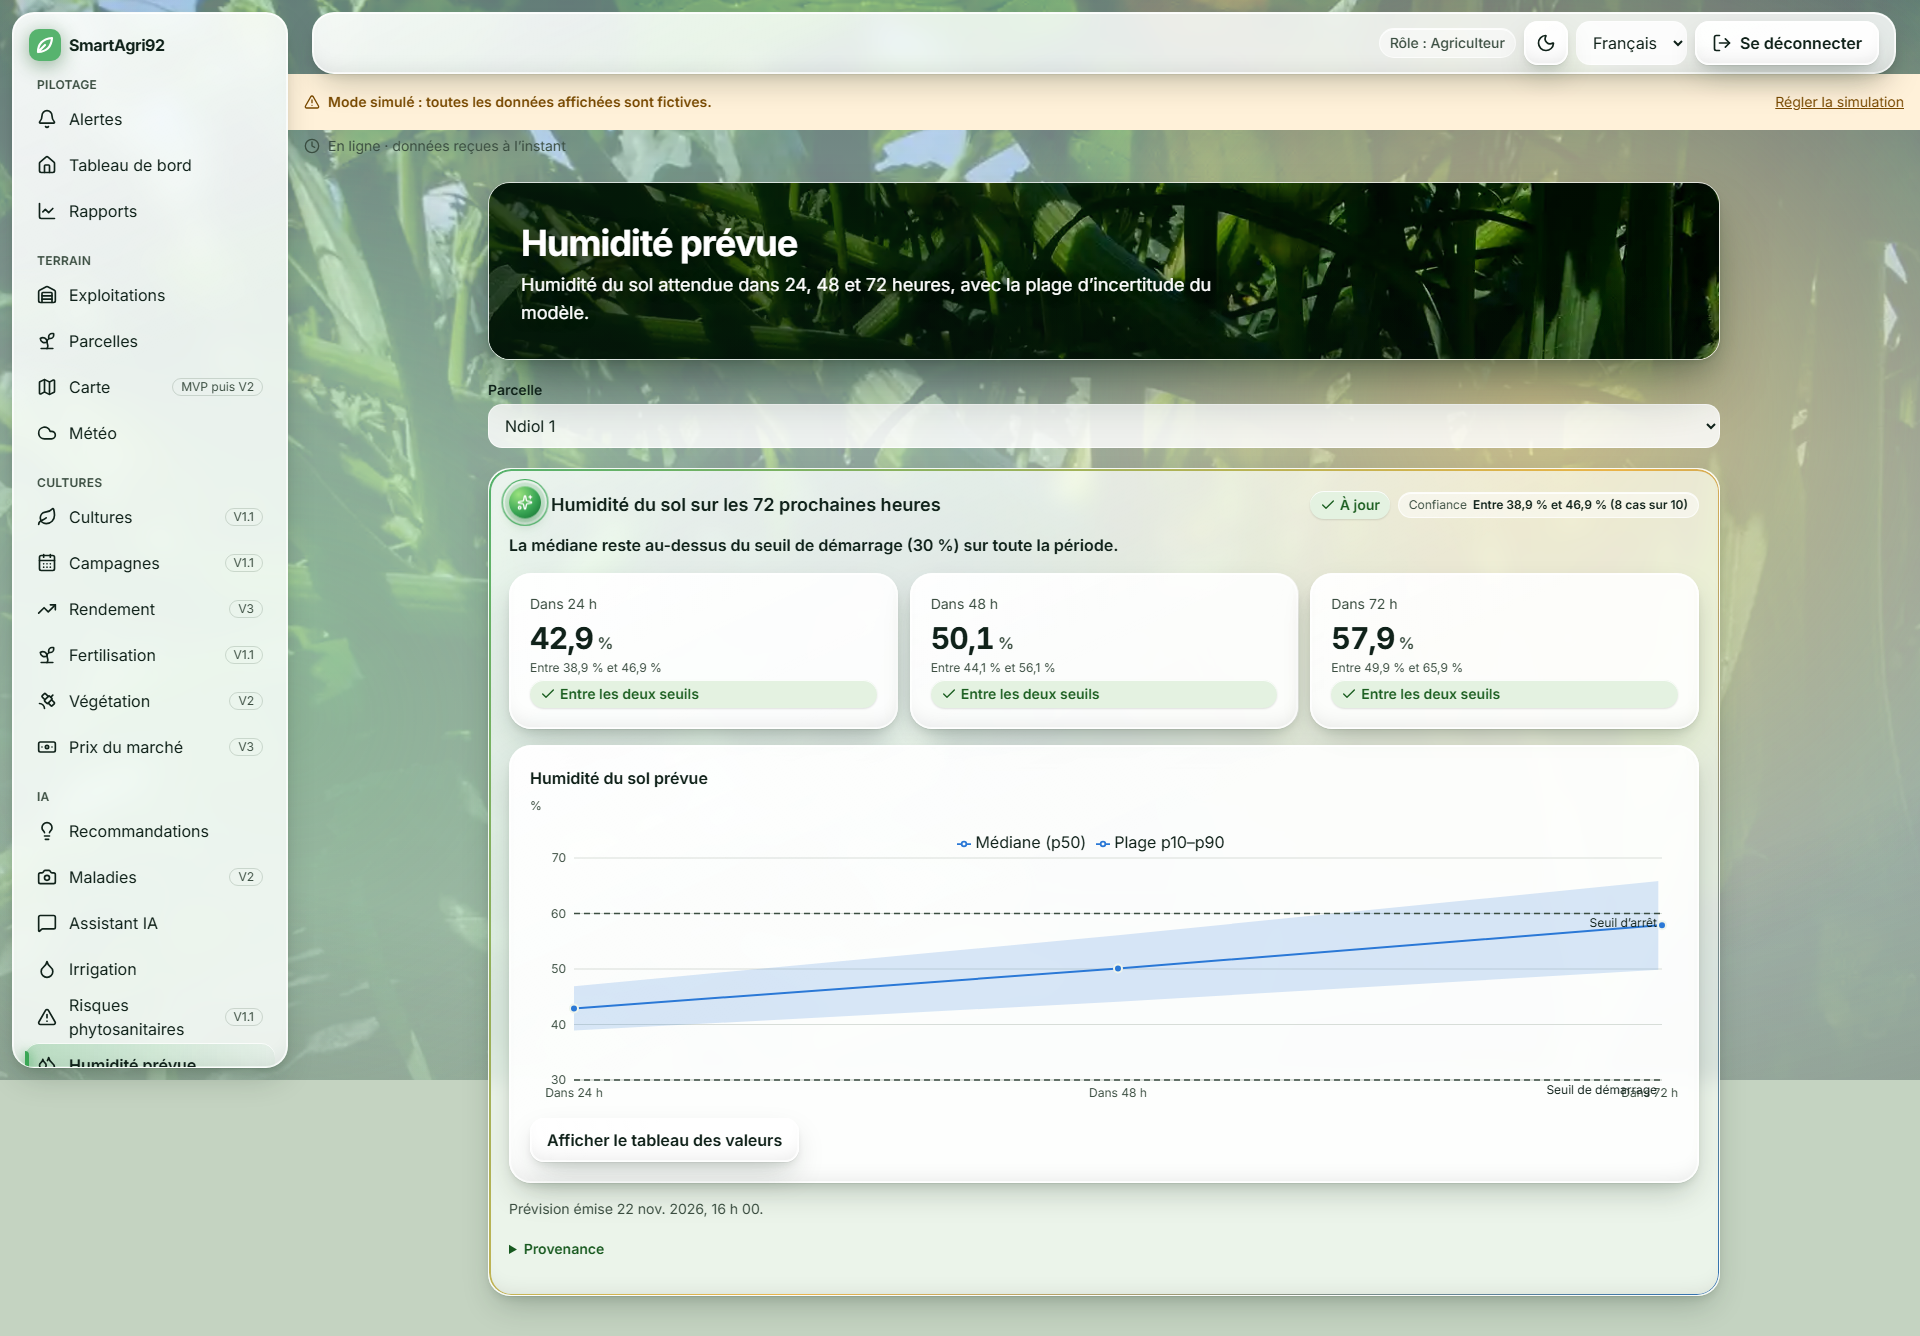 SmartAgri92
PILOTAGE
Alertes
Tableau de bord
Rapports
TERRAIN
Exploitations
Parcelles
Carte MVP puis V2
Météo
CULTURES
Cultures V1.1
Campagnes V1.1
Rendement V3
Fertilisation V1.1
Végétation V2
Prix du marché V3
IA
Recommandations
Maladies V2
Assistant IA
Irrigation
Risques
phytosanitaires V1.1
Humidité prévue
Rôle : Agriculteur
Français
Se déconnecter
Mode simulé : toutes les données affichées sont fictives.
Régler la simulation
En ligne · données reçues à l’instant
Humidité prévue
Humidité du sol attendue dans 24, 48 et 72 heures, avec la plage d’incertitude du
modèle.
Parcelle
Ndiol 1
Humidité du sol sur les 72 prochaines heures
À jour
Confiance Entre 38,9 % et 46,9 % (8 cas sur 10)
La médiane reste au-dessus du seuil de démarrage (30 %) sur toute la période.
Dans 24 h
42,9 %
Entre 38,9 % et 46,9 %
Entre les deux seuils
Dans 48 h
50,1 %
Entre 44,1 % et 56,1 %
Entre les deux seuils
Dans 72 h
57,9 %
Entre 49,9 % et 65,9 %
Entre les deux seuils
Humidité du sol prévue
%
Médiane (p50) Plage p10–p90
70
60
Seuil d’arrêt
50
40
30
Seuil de démarrage
Dans 24 h Dans 48 h Dans 72 h
Afficher le tableau des valeurs
Prévision émise 22 nov. 2026, 16 h 00.
Provenance